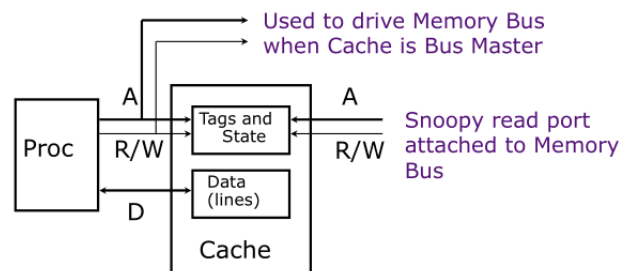 Used to drive Memory Bus
when Cache is Bus Master
A
A
Proc
R/W
Tags and
State
R/W
Snoopy read port
attached to Memory
Bus
D
Data
(lines)
Cache